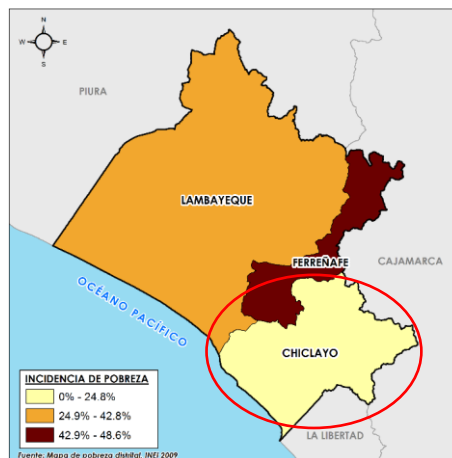 N
W E
S
PIURA
LAMBAYEQUE
FERREÑAFE
CAJAMARCA
OCÉANO PACÍFICO
CHICLAYO
INCIDENCIA DE POBREZA
0% - 24.8%
24.9% - 42.8%
42.9% - 48.6%
LA LIBERTAD
Fuente. Mapa de pobreza distrital. INEI 2009